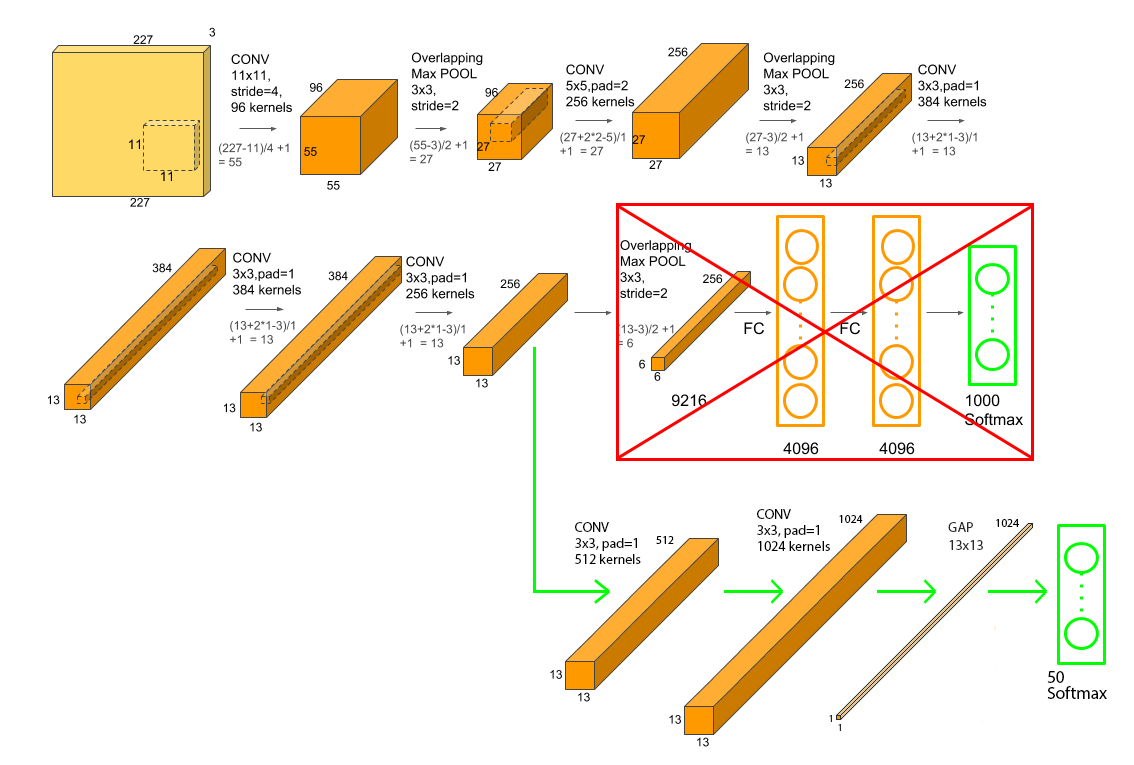 227
3
11
11
227
CONV
11x11,
stride=4,
96 kernels
(227-11)/4 +1
= 55
96
55
55
Overlapping
Max POOL
3x3,
stride=2
(55-3)/2 +1
= 27
96
27
27
CONV
5x5,pad=2
256 kernels
(27+2*2-5)/1
+1 = 27
256
27
27
Overlapping
Max POOL
3x3,
stride=2
(27-3)/2 +1
= 13
256
13
13
CONV
3x3,pad=1
384 kernels
(13+2*1-3)/1
+1 = 13
384
13
13
CONV
3x3,pad=1
384 kernels
(13+2*1-3)/1
+1 = 13
384
13
13
CONV
3x3,pad=1
256 kernels
(13+2*1-3)/1
+1 = 13
256
13
13
Overlapping
Max POOL
3x3,
stride=2
(13-3)/2 +1
= 6
256
6
6
9216
FC
4096
FC
4096
1000
Softmax
CONV
3x3, pad=1
512 kernels
512
13
13
CONV
3x3, pad=1
1024 kernels
1024
13
13
GAP
13x13
1024
1
1
50
Softmax